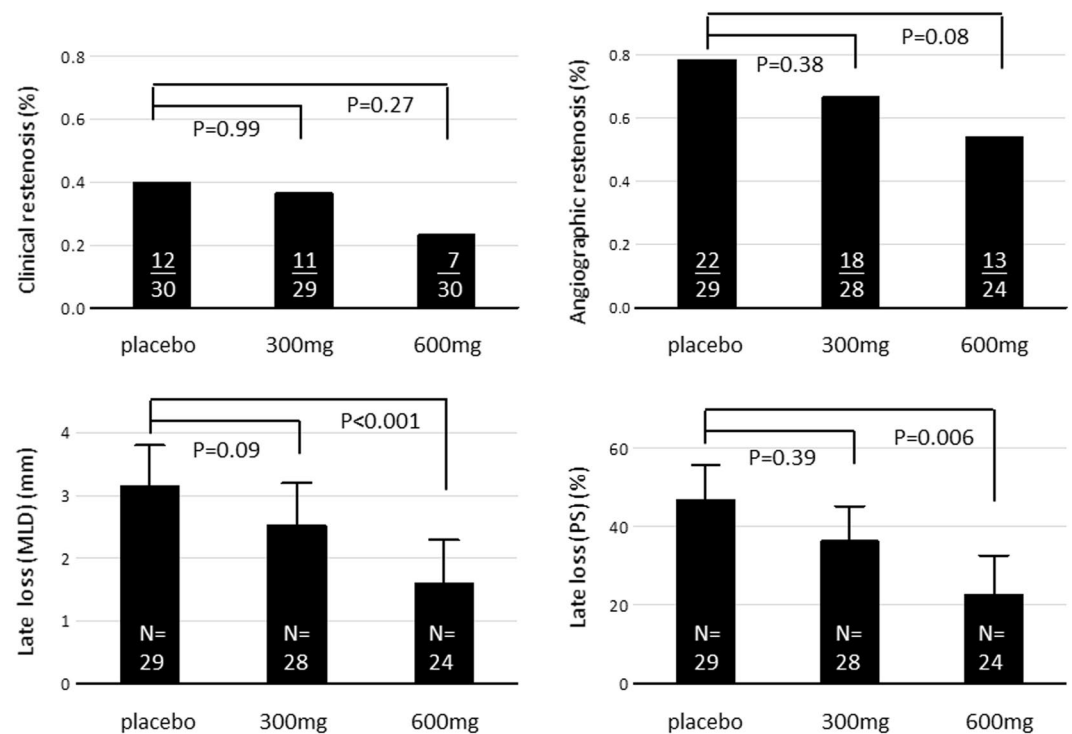 Clinical restenosis (%)
0.8
0.6
0.4
0.2
0.0
P=0.27
P=0.99
12
30
11
29
7
30
placebo
300mg
600mg
Angiographic restenosis (%)
0.8
0.6
0.4
0.2
0.0
P=0.08
P=0.38
22
29
18
28
13
24
placebo
300mg
600mg
Late loss (MLD) (mm)
4
3
2
1
0
P<0.001
P=0.09
N=
29
N=
28
N=
24
placebo
300mg
600mg
Late loss (PS) (%)
60
40
20
0
P=0.006
P=0.39
N=
29
N=
28
N=
24
placebo
300mg
600mg